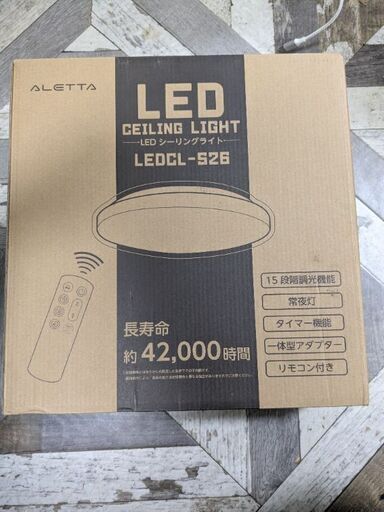 ALETTA
LED
CEILING LIGHT
LEDシーリングライト
LEDCL-S26
15段階調光機能
常夜灯
タイマー機能
一体型アダプター
リモコン付き
長寿命
約42,000時間